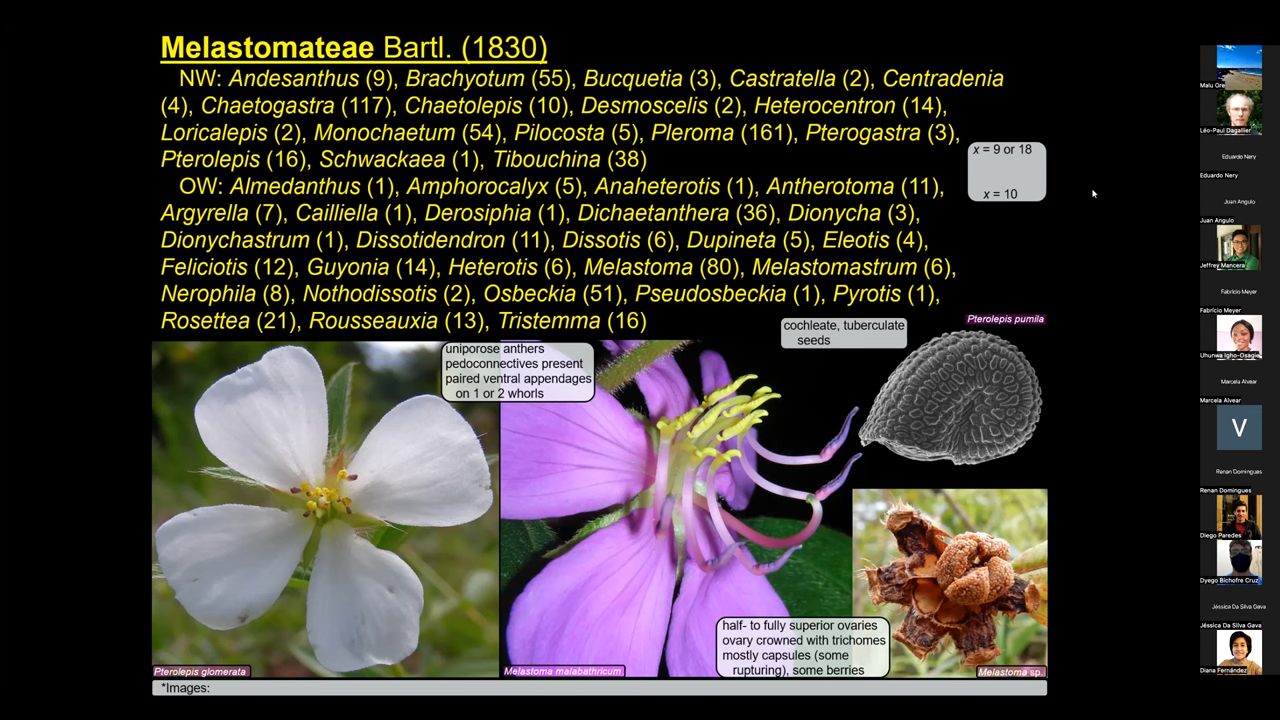 Melastomateae Bartl. (1830)
NW: Andesanthus (9), Brachyotum (55), Bucquetia (3), Castratella (2), Centradenia
(4), Chaetogastra (117), Chaetolepis (10), Desmoscelis (2), Heterocentron (14),
Loricalepis (2), Monochaetum (54), Pilocosta (5), Pleroma (161), Pterogastra (3),
Pterolepis (16), Schwackaea (1), Tibouchina (38)
OW: Almedanthus (1), Amphorocalyx (5), Anaheterotis (1), Antherotoma (11),
Argyrella (7), Cailliella (1), Derosiphia (1), Dichaetanthera (36), Dionycha (3),
Dionychastrum (1), Dissotidendron (11), Dissotis (6), Dupineta (5), Eleotis (4),
Feliciotis (12), Guyonia (14), Heterotis (6), Melastoma (80), Melastomastrum (6),
Nerophila (8), Nothodissotis (2), Osbeckia (51), Pseudosbeckia (1), Pyrotis (1),
Rosettea (21), Rousseauxia (13), Tristemma (16)
x = 9 or 18
x = 10
Pterolepis pumila
cochleate, tuberculate
seeds
uniporose anthers
pedoconnectives present
paired ventral appendages
on 1 or 2 whorls
half- to fully superior ovaries
ovary crowned with trichomes
mostly capsules (some
rupturing), some berries
Pterolepis glomerata
Melastoma malabathricum
Melastoma sp.
*Images:
Malu Ore
Léo-Paul Dagallier
Eduardo Nery
Eduardo Nery
Juan Angulo
Juan Angulo
Jeffrey Mancera
Fabrício Meyer
Fabrício Meyer
Uhunwa Igho-Osagie
Marcela Alvear
Marcela Alvear
V
Renan Domingues
Renan Domingues
Diego Paredes
Dyego Bichofre Cruz
Jéssica Da Silva Gava
Jéssica Da Silva Gava
Diana Fernández